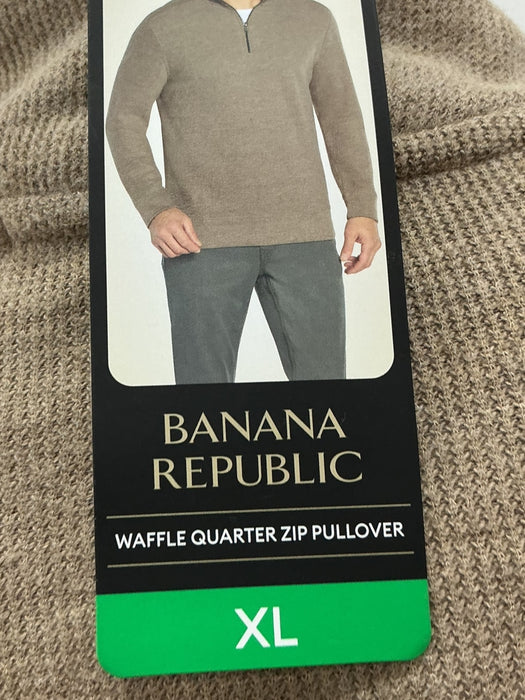 BANANA
REPUBLIC
WAFFLE QUARTER ZIP PULLOVER
XL